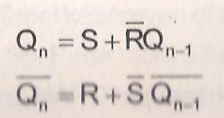 Qₙ = S + R̅Qₙ₋₁
Q̅ₙ̅ = R + S̅ Q̅ₙ̅₋̅₁̅